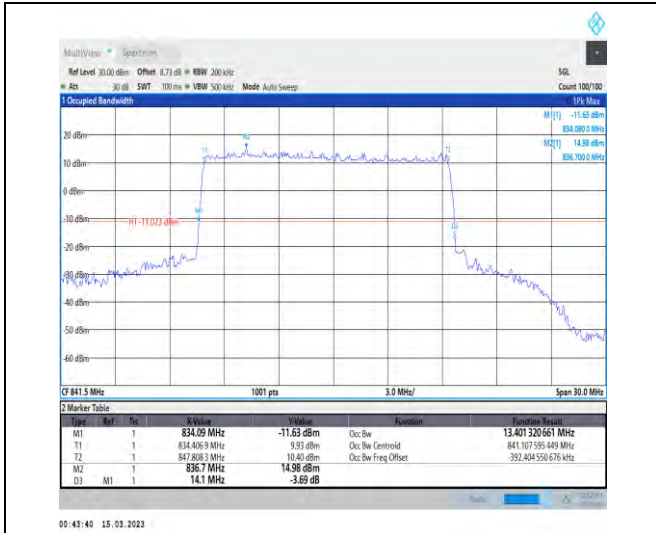 MultiView Spectrum
Ref Level 30.00 dBm Offset 8.73 dB RBW 200 kHz SGL
Att 30 dB SWT 100 ms VBW 500 kHz Mode Auto Sweep Count 100/100
1 Occupied Bandwidth 1Pk Max
M1[1] -11.63 dBm
834.080 0 MHz
M2[1] 14.98 dBm
836.700 0 MHz
20 dBm
M2
T1
T2
10 dBm
0 dBm
M1
-10 dBm
H1 -11.023 dBm
D3
-20 dBm
-30 dBm
-40 dBm
-50 dBm
-60 dBm
CF 841.5 MHz 1001 pts 3.0 MHz/ Span 30.0 MHz
2 Marker Table
Type Ref Trc X-Value Y-Value Function Function Result
M1 1 834.09 MHz -11.63 dBm Occ Bw 13.401 320 661 MHz
T1 1 834.406 9 MHz 9.93 dBm Occ Bw Centroid 841.107 595 449 MHz
T2 1 847.808 3 MHz 10.40 dBm Occ Bw Freq Offset -392.404 550 676 kHz
M2 1 836.7 MHz 14.98 dBm
D3 M1 1 14.1 MHz -3.69 dB
00:43:40 15.03.2023